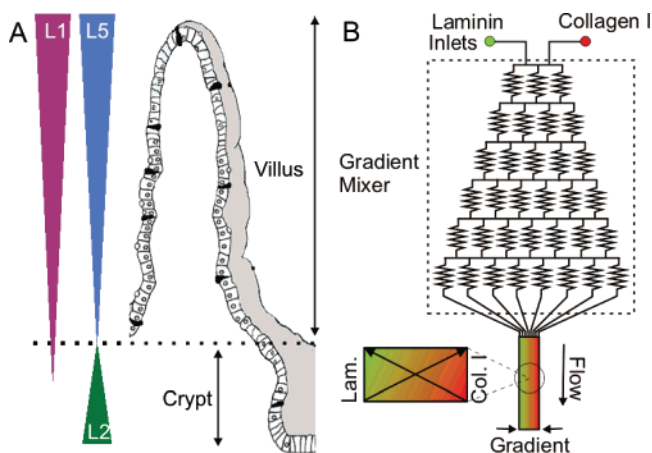 A
L1
L5
Villus
Crypt
L2
B
Laminin
Inlets
Collagen I
Gradient
Mixer
Lam.
Col. I
Flow
Gradient